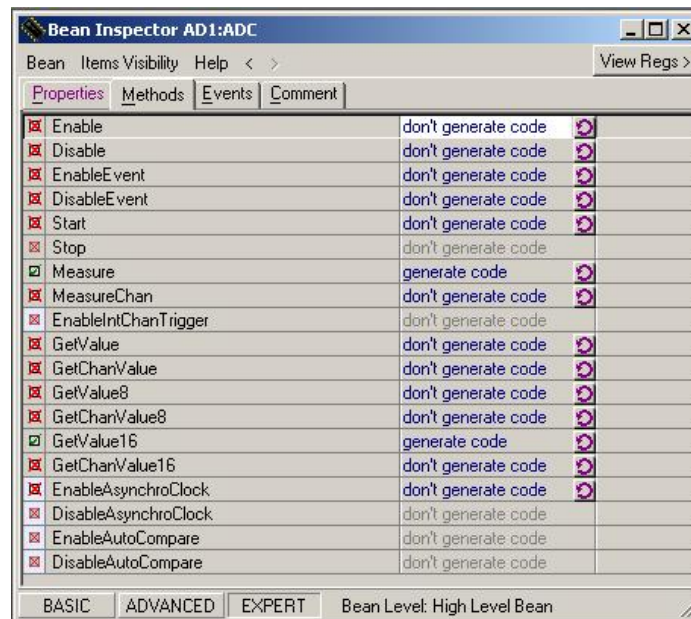 Bean Inspector AD1:ADC
Bean Items Visibility Help < > View Regs >
Properties Methods Events Comment
Enable don't generate code
Disable don't generate code
EnableEvent don't generate code
DisableEvent don't generate code
Start don't generate code
Stop don't generate code
Measure generate code
MeasureChan don't generate code
EnableIntChanTrigger don't generate code
GetValue don't generate code
GetChanValue don't generate code
GetValue8 don't generate code
GetChanValue8 don't generate code
GetValue16 generate code
GetChanValue16 don't generate code
EnableAsynchroClock don't generate code
DisableAsynchroClock don't generate code
EnableAutoCompare don't generate code
DisableAutoCompare don't generate code
BASIC ADVANCED EXPERT Bean Level: High Level Bean